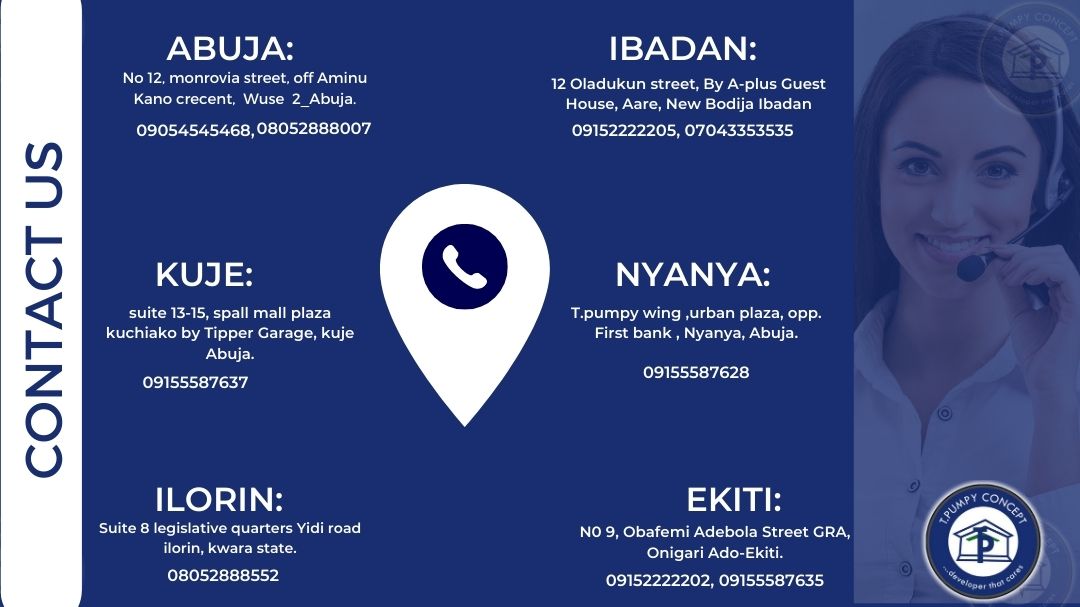 CONTACT US
ABUJA:
No 12, monrovia street, off Aminu
Kano crecent, Wuse 2_Abuja.
09054545468, 08052888007
IBADAN:
12 Oladukun street, By A-plus Guest
House, Aare, New Bodija Ibadan
09152222205, 07043353535
KUJE:
suite 13-15, spall mall plaza
kuchiako by Tipper Garage, kuje
Abuja.
09155587637
NYANYA:
T.pumpy wing ,urban plaza, opp.
First bank , Nyanya, Abuja.
09155587628
ILORIN:
Suite 8 legislative quarters Yidi road
ilorin, kwara state.
08052888552
EKITI:
N0 9, Obafemi Adebola Street GRA,
Onigari Ado-Ekiti.
09152222202, 09155587635
T.PUMPY CONCEPT
TP
...developer that cares